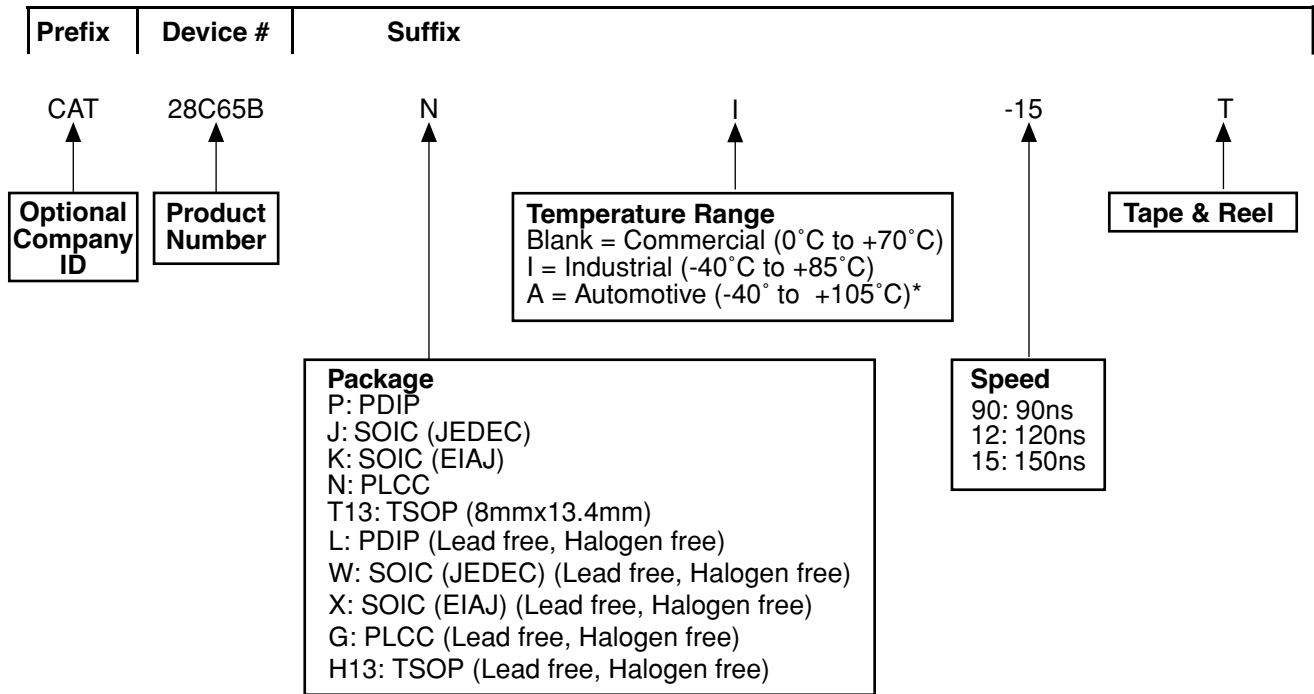 Prefix Device # Suffix
CAT 28C65B N I -15 T
Optional
Company
ID
Product
Number
Temperature Range
Blank = Commercial (0˚C to +70˚C)
I = Industrial (-40˚C to +85˚C)
A = Automotive (-40˚ to +105˚C)*
Tape & Reel
Package
P: PDIP
J: SOIC (JEDEC)
K: SOIC (EIAJ)
N: PLCC
T13: TSOP (8mmx13.4mm)
L: PDIP (Lead free, Halogen free)
W: SOIC (JEDEC) (Lead free, Halogen free)
X: SOIC (EIAJ) (Lead free, Halogen free)
G: PLCC (Lead free, Halogen free)
H13: TSOP (Lead free, Halogen free)
Speed
90: 90ns
12: 120ns
15: 150ns